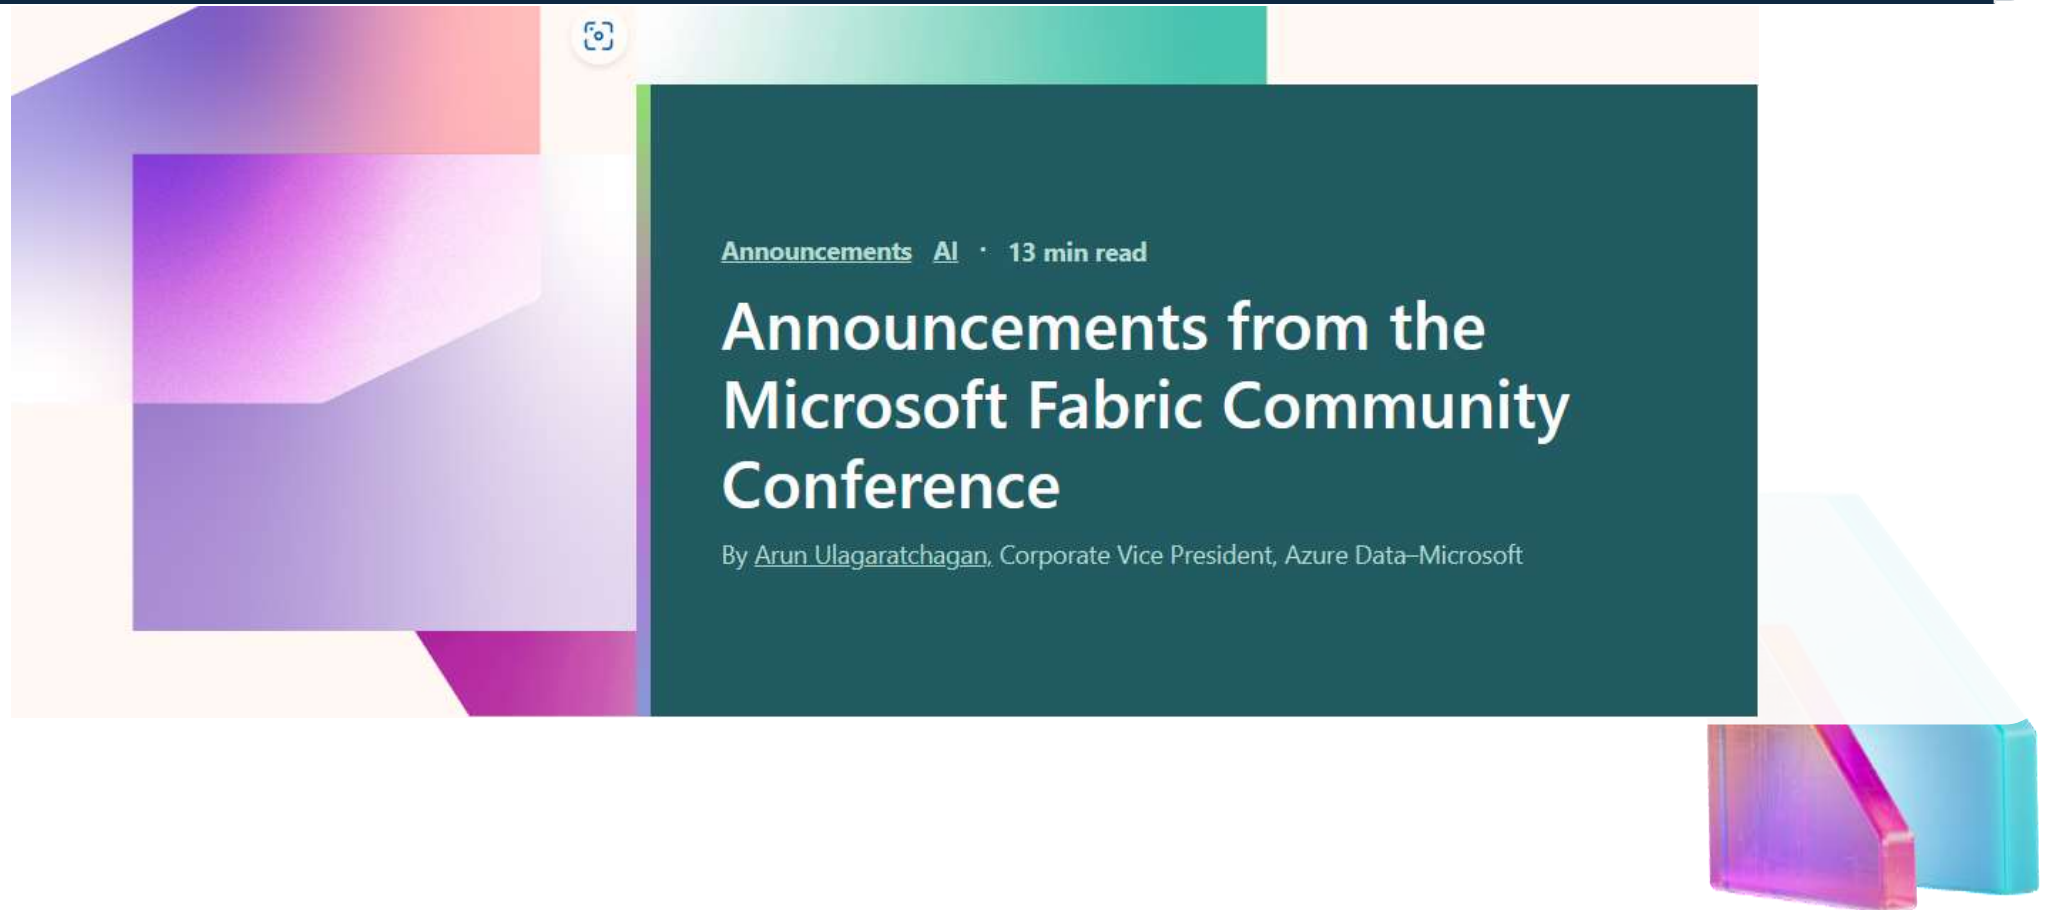 Announcements AI · 13 min read
Announcements from the
Microsoft Fabric Community
Conference
By Arun Ulagaratchagan, Corporate Vice President, Azure Data–Microsoft